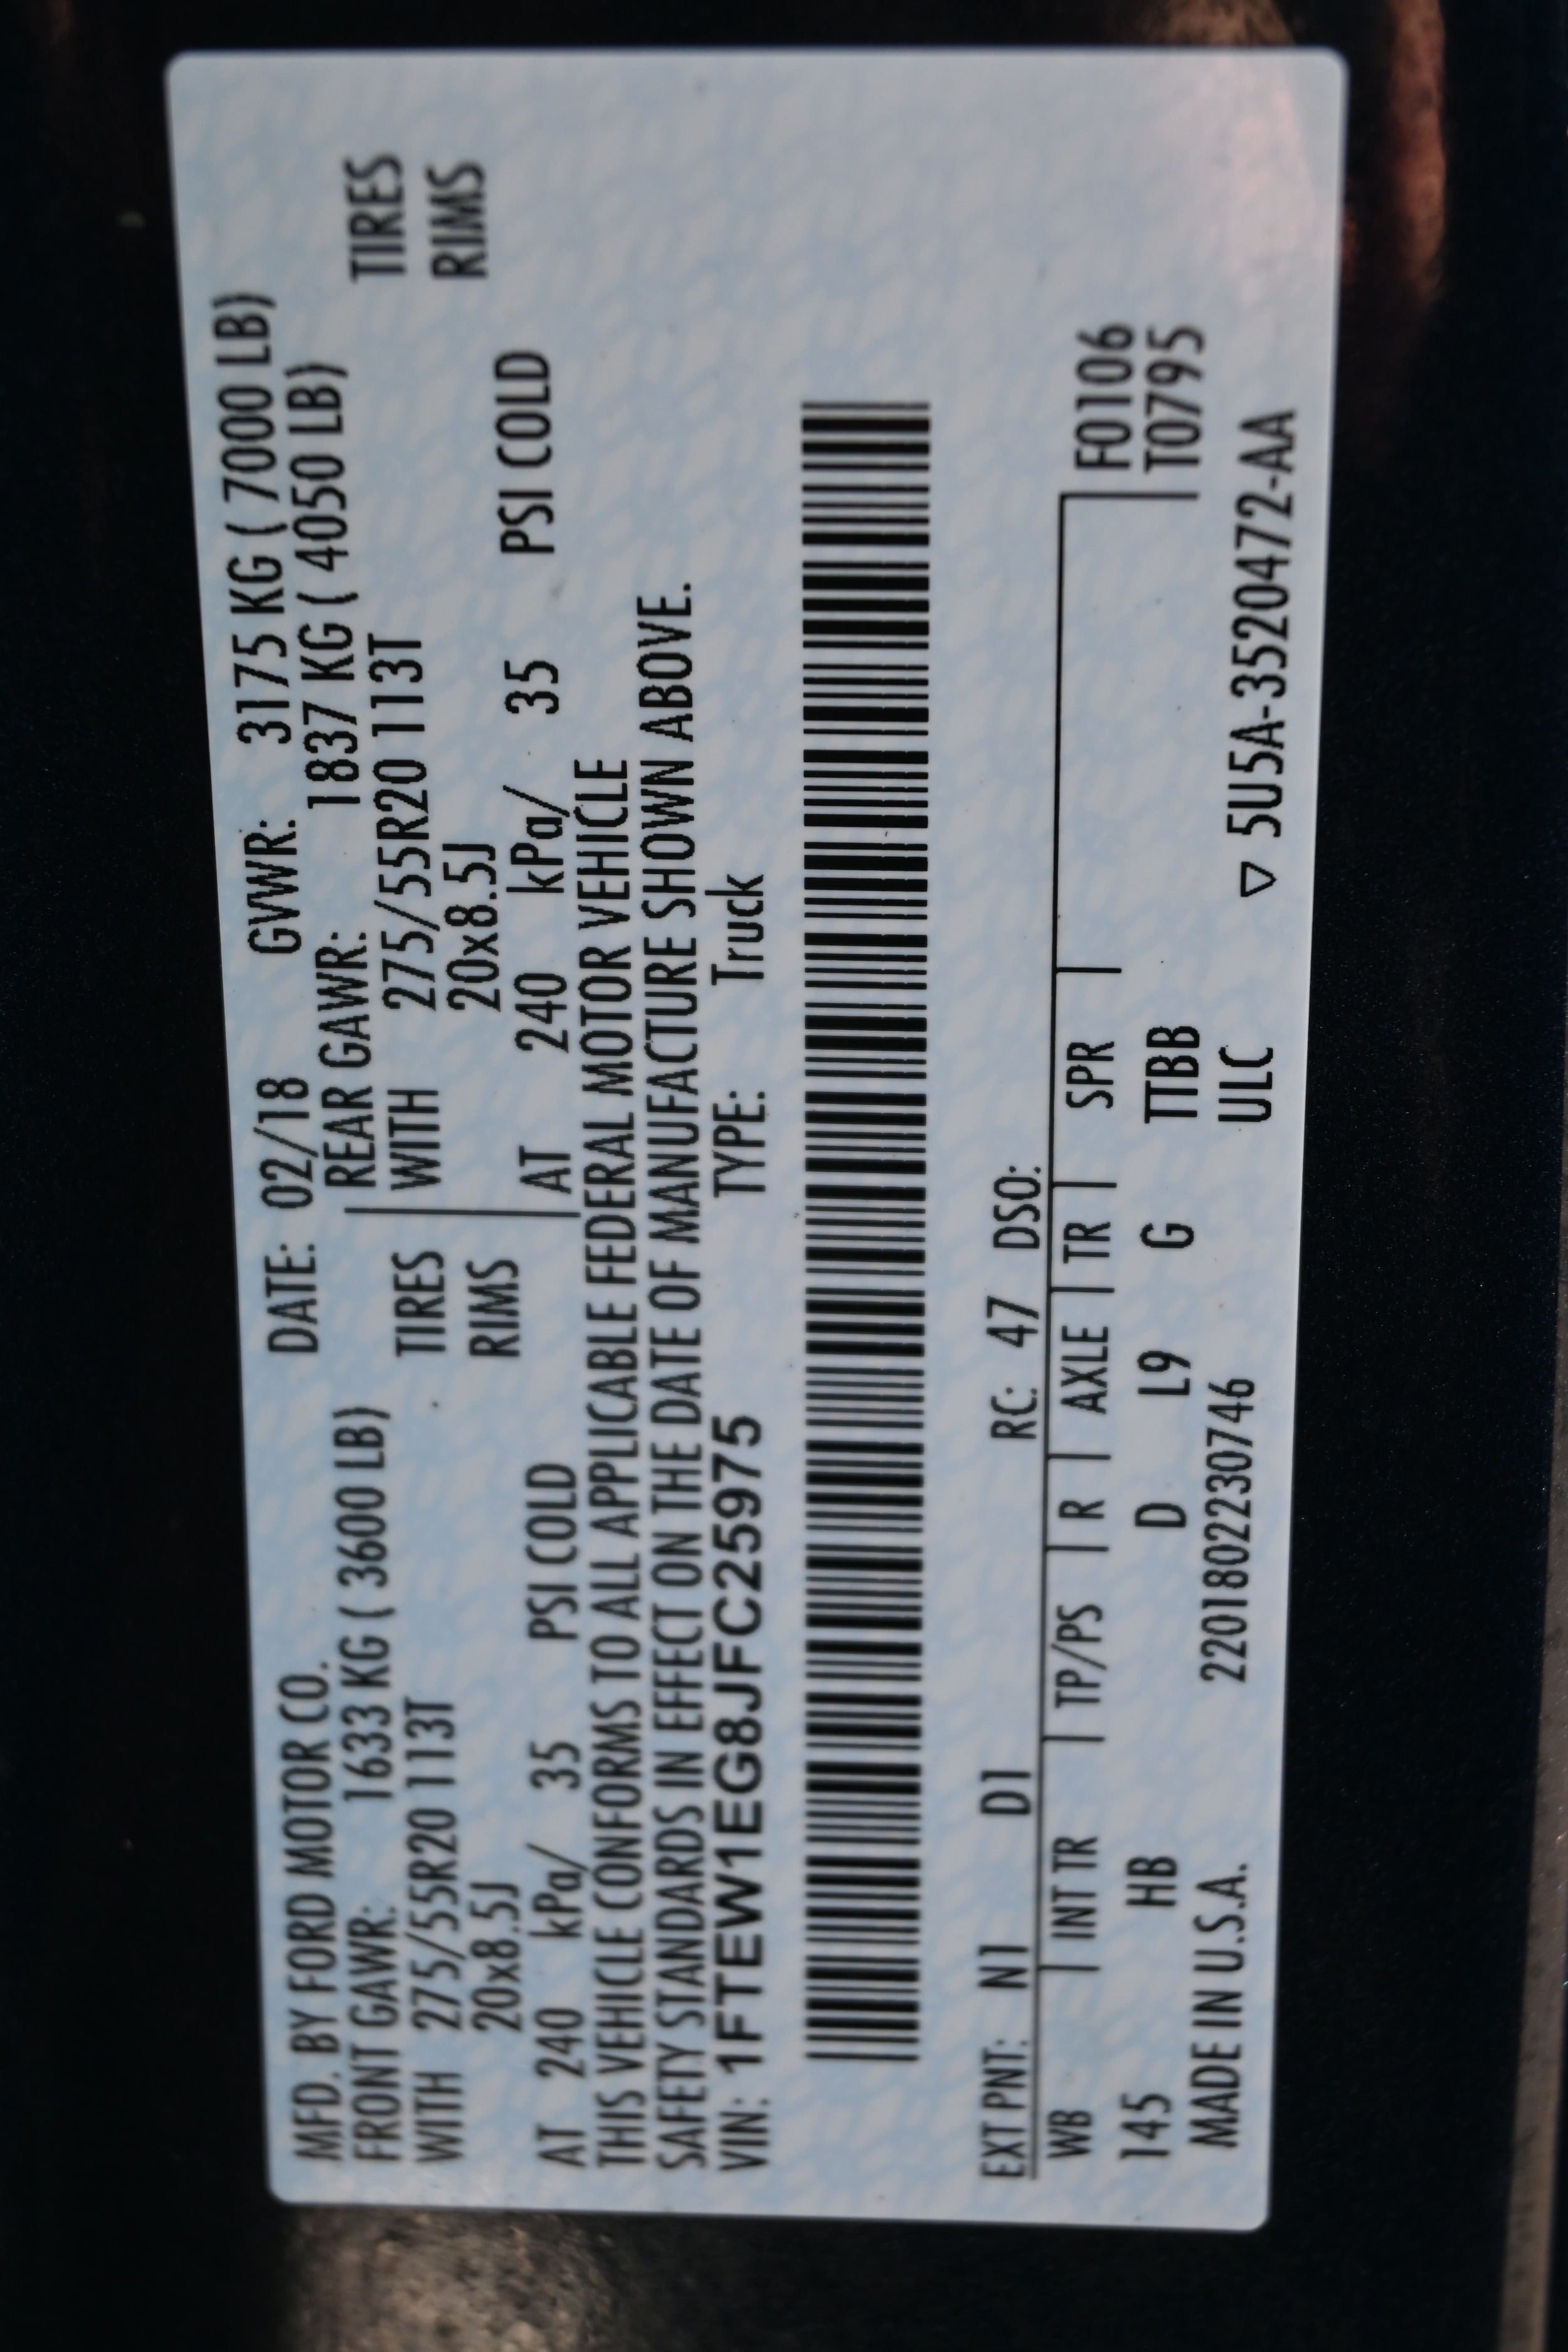 MFD. BY FORD MOTOR CO. DATE: 02/18 GVWR: 3175 KG ( 7000 LB)
FRONT GAWR: 1633 KG ( 3600 LB) REAR GAWR: 1837 KG ( 4050 LB)
WITH 275/55R20 113T TIRES WITH 275/55R20 113T TIRES
20x8.5J RIMS 20x8.5J RIMS
AT 240 kPa/ 35 PSI COLD AT 240 kPa/ 35 PSI COLD
THIS VEHICLE CONFORMS TO ALL APPLICABLE FEDERAL MOTOR VEHICLE
SAFETY STANDARDS IN EFFECT ON THE DATE OF MANUFACTURE SHOWN ABOVE.
VIN: 1FTEW1EG8JFC25975 TYPE: Truck
EXT PNT: N1 D1 RC: 47 DSO:
WB INT TR TP/PS R AXLE TR SPR F0106
145 HB D L9 G TTBB T0795
MADE IN U.S.A. 2201802230746 ULC ▽ 5U5A-3520472-AA